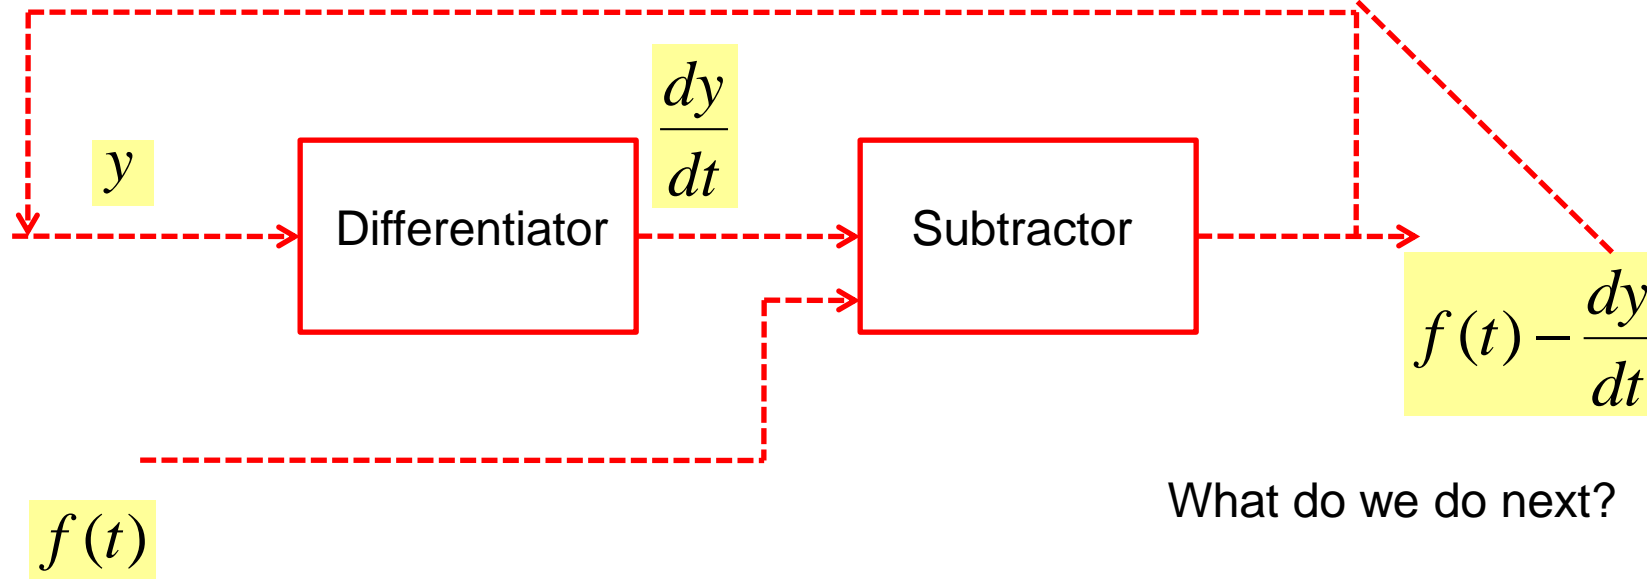 y
dy/dt
Differentiator
Subtractor
f(t) − dy/dt
What do we do next?
f(t)